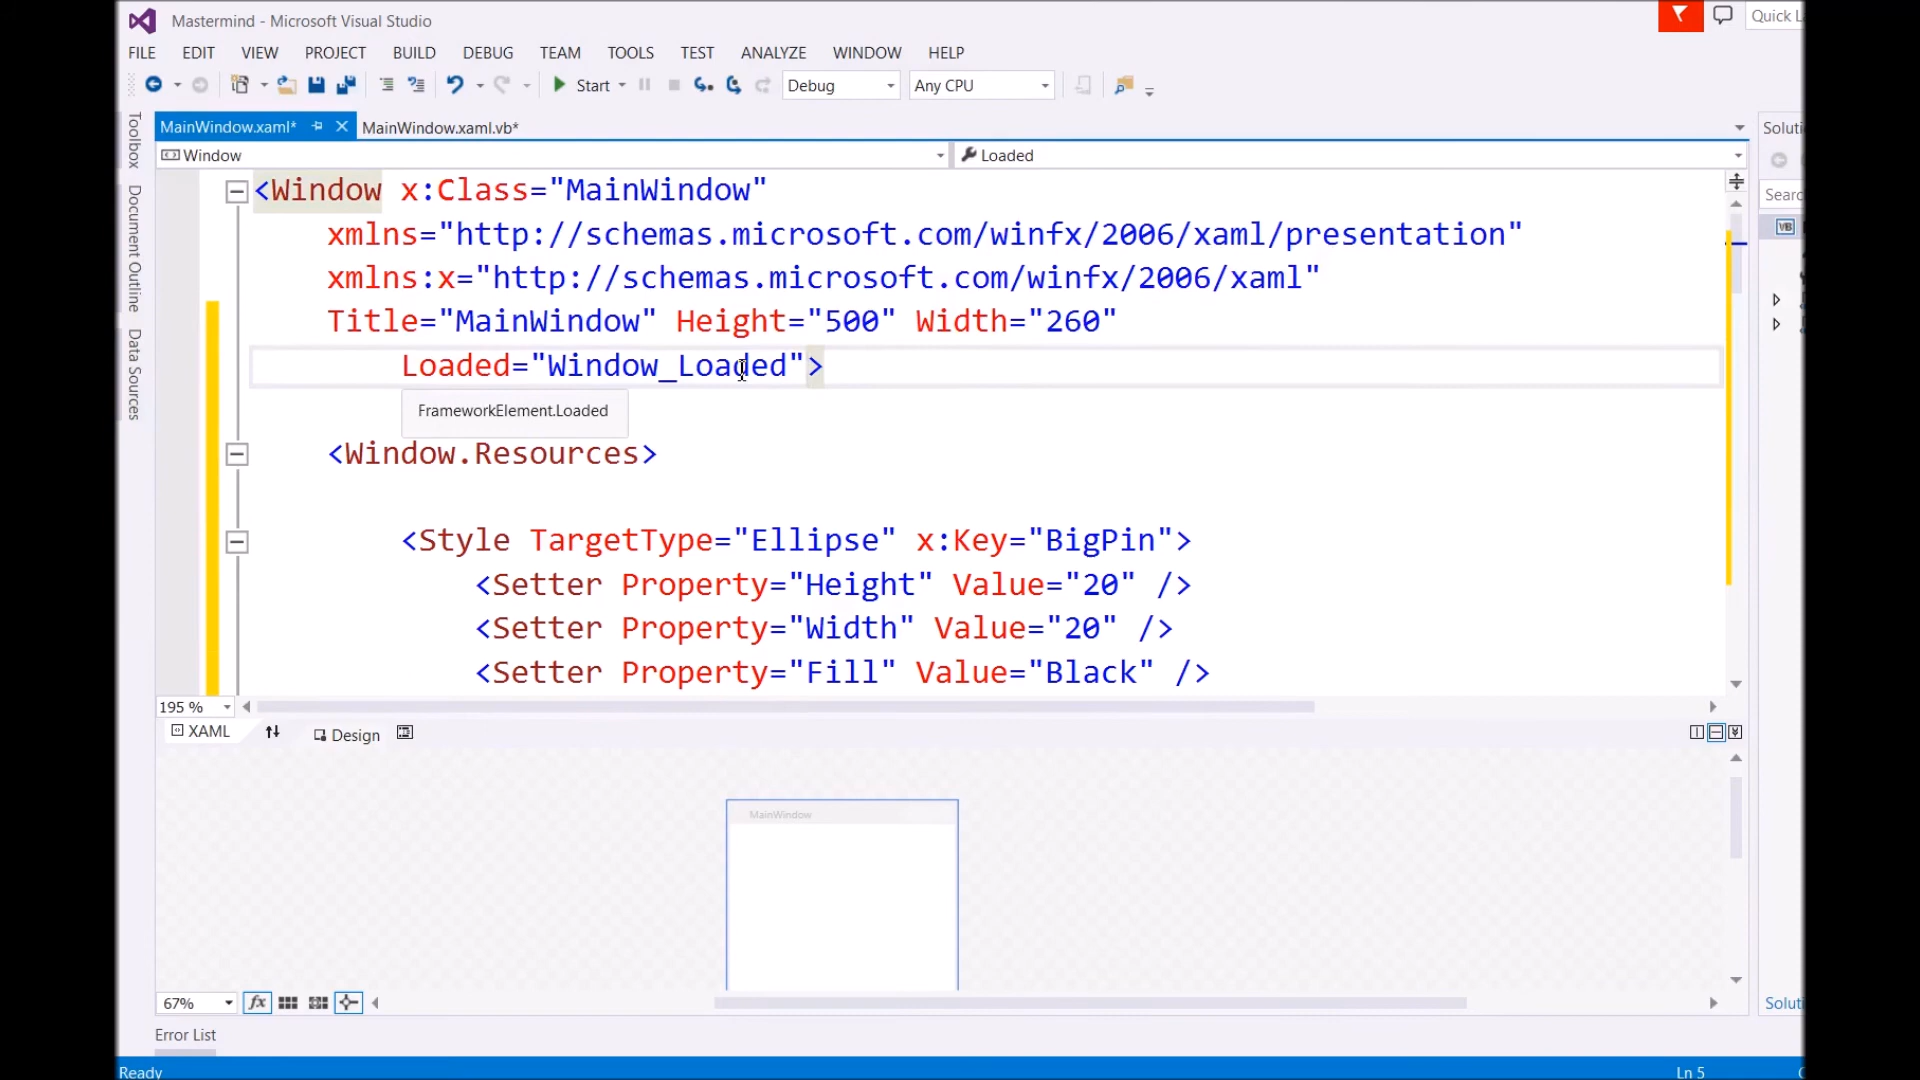 Mastermind - Microsoft Visual Studio
Quick
FILE EDIT VIEW PROJECT BUILD DEBUG TEAM TOOLS TEST ANALYZE WINDOW HELP
Start Debug Any CPU
MainWindow.xaml* MainWindow.xaml.vb*
Window Loaded
Toolbox
Document Outline
Data Sources
<Window x:Class="MainWindow"
xmlns="http://schemas.microsoft.com/winfx/2006/xaml/presentation"
xmlns:x="http://schemas.microsoft.com/winfx/2006/xaml"
Title="MainWindow" Height="500" Width="260"
Loaded="Window_Loaded">
FrameworkElement.Loaded
<Window.Resources>
<Style TargetType="Ellipse" x:Key="BigPin">
<Setter Property="Height" Value="20" />
<Setter Property="Width" Value="20" />
<Setter Property="Fill" Value="Black" />
195 %
XAML Design
MainWindow
67%
fx
Error List
Ready Ln 5
VB